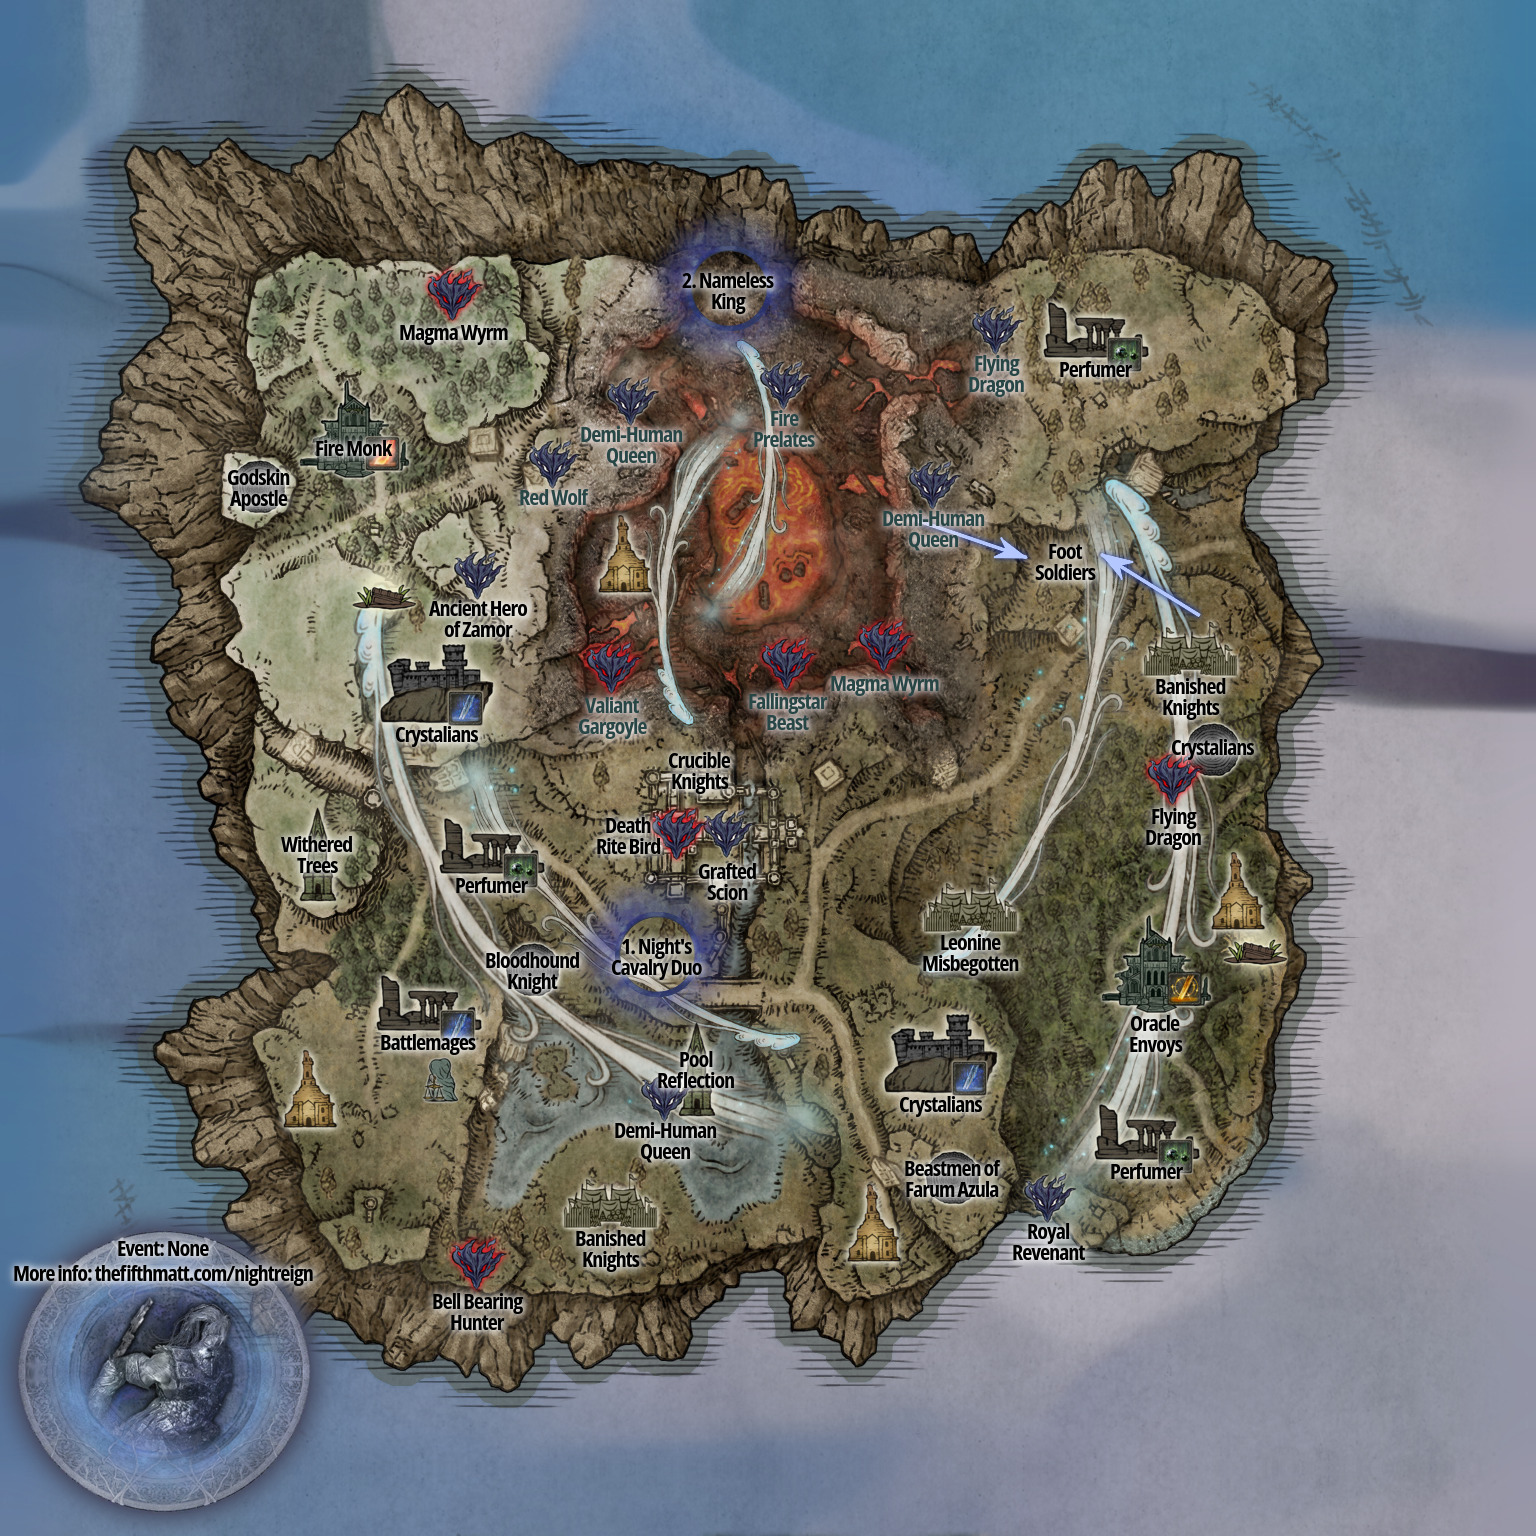 2. Nameless
King
Magma Wyrm
Flying
Dragon
Perfumer
Fire
Prelates
Demi-Human
Queen
Fire Monk
Godskin
Apostle
Red Wolf
Demi-Human
Queen
Foot
Soldiers
Ancient Hero
of Zamor
Banished
Knights
Magma Wyrm
Valiant
Gargoyle
Fallingstar
Beast
Crystalians
Crystalians
Crucible
Knights
Flying
Dragon
Death
Rite Bird
Grafted
Scion
Withered
Trees
Perfumer
1. Night's
Cavalry Duo
Bloodhound
Knight
Leonine
Misbegotten
Battlemages
Oracle
Envoys
Pool
Reflection
Crystalians
Demi-Human
Queen
Beastmen of
Farum Azula
Perfumer
Royal
Revenant
Banished
Knights
Bell Bearing
Hunter
Event: None
More info: thefifthmatt.com/nightreign